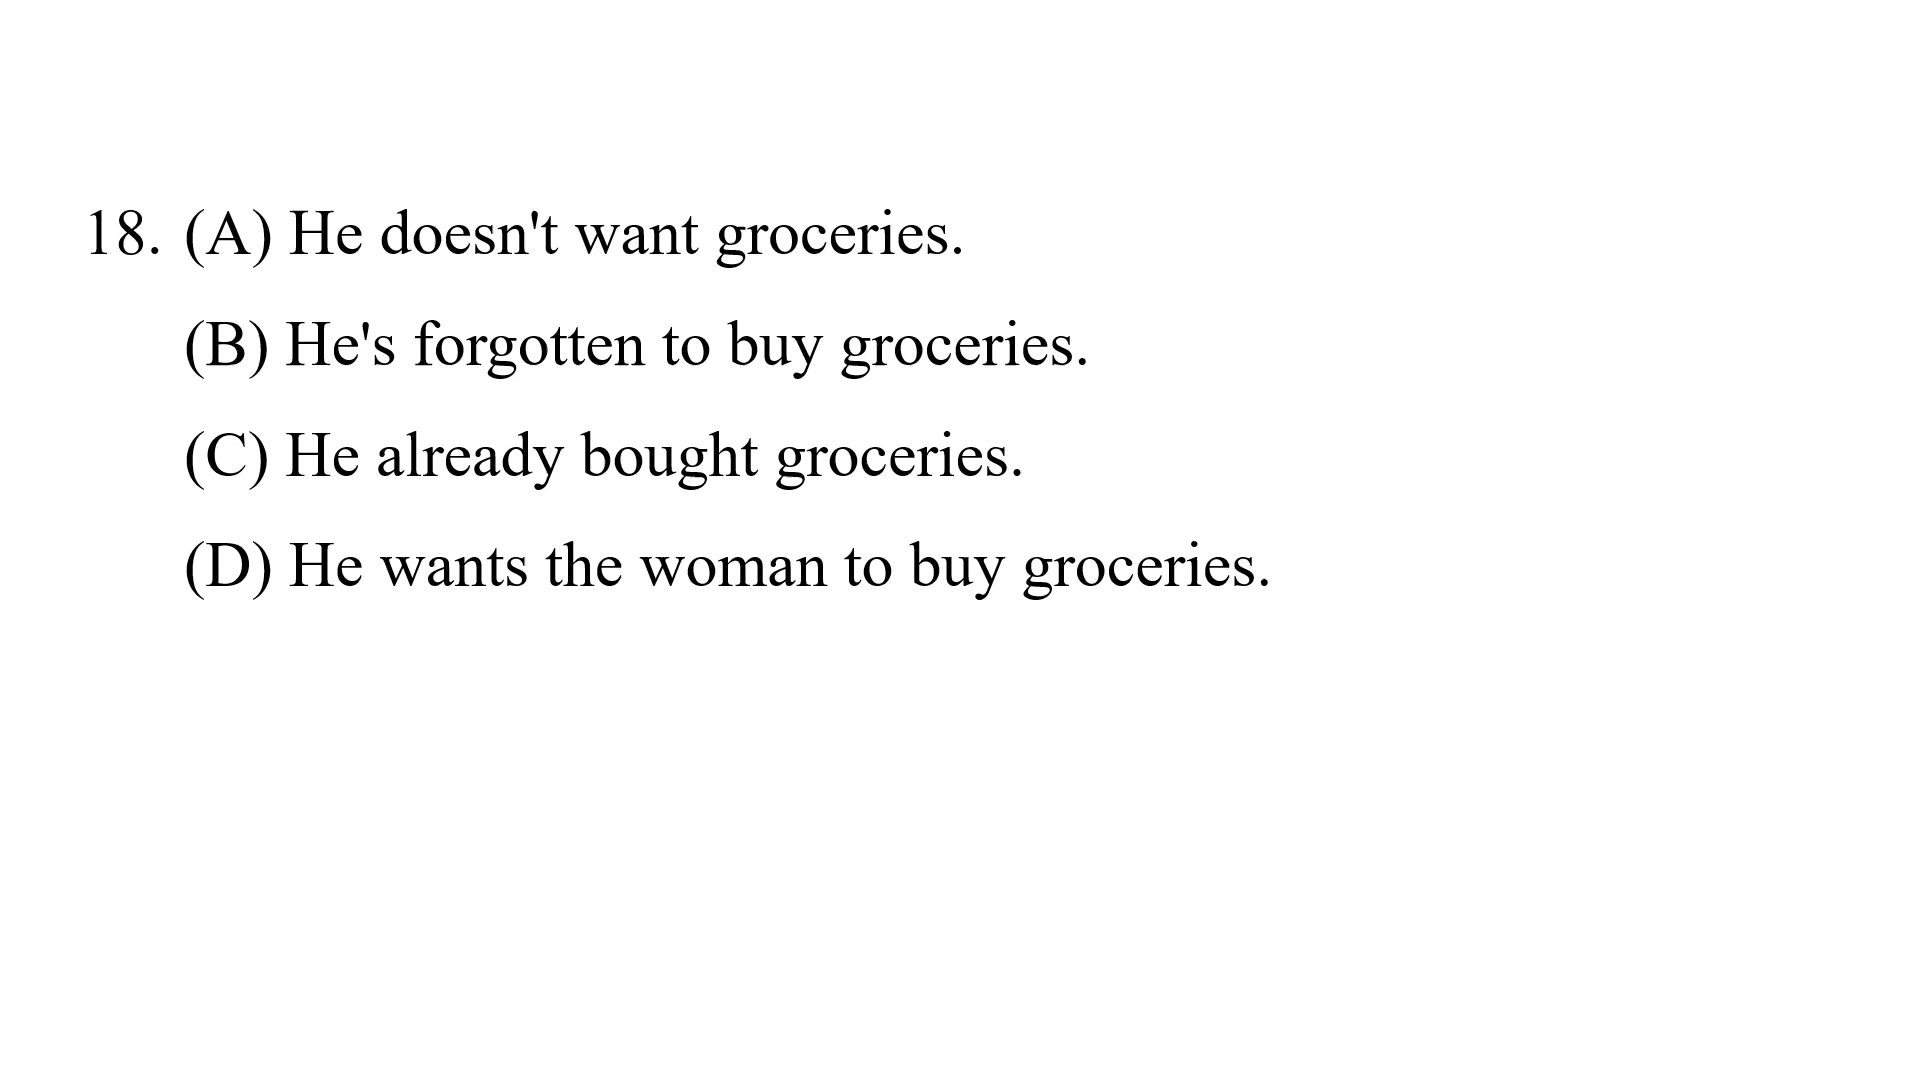 18. (A) He doesn't want groceries.
(B) He's forgotten to buy groceries.
(C) He already bought groceries.
(D) He wants the woman to buy groceries.